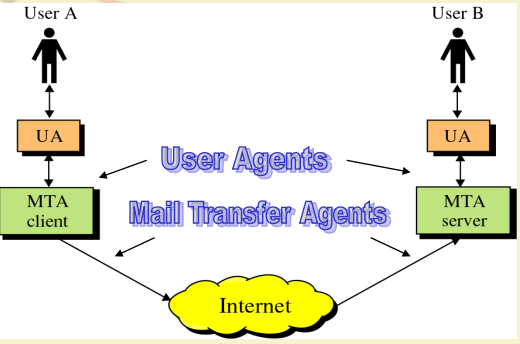 User A
User B
UA
UA
User Agents
MTA
client
MTA
server
Mail Transfer Agents
Internet